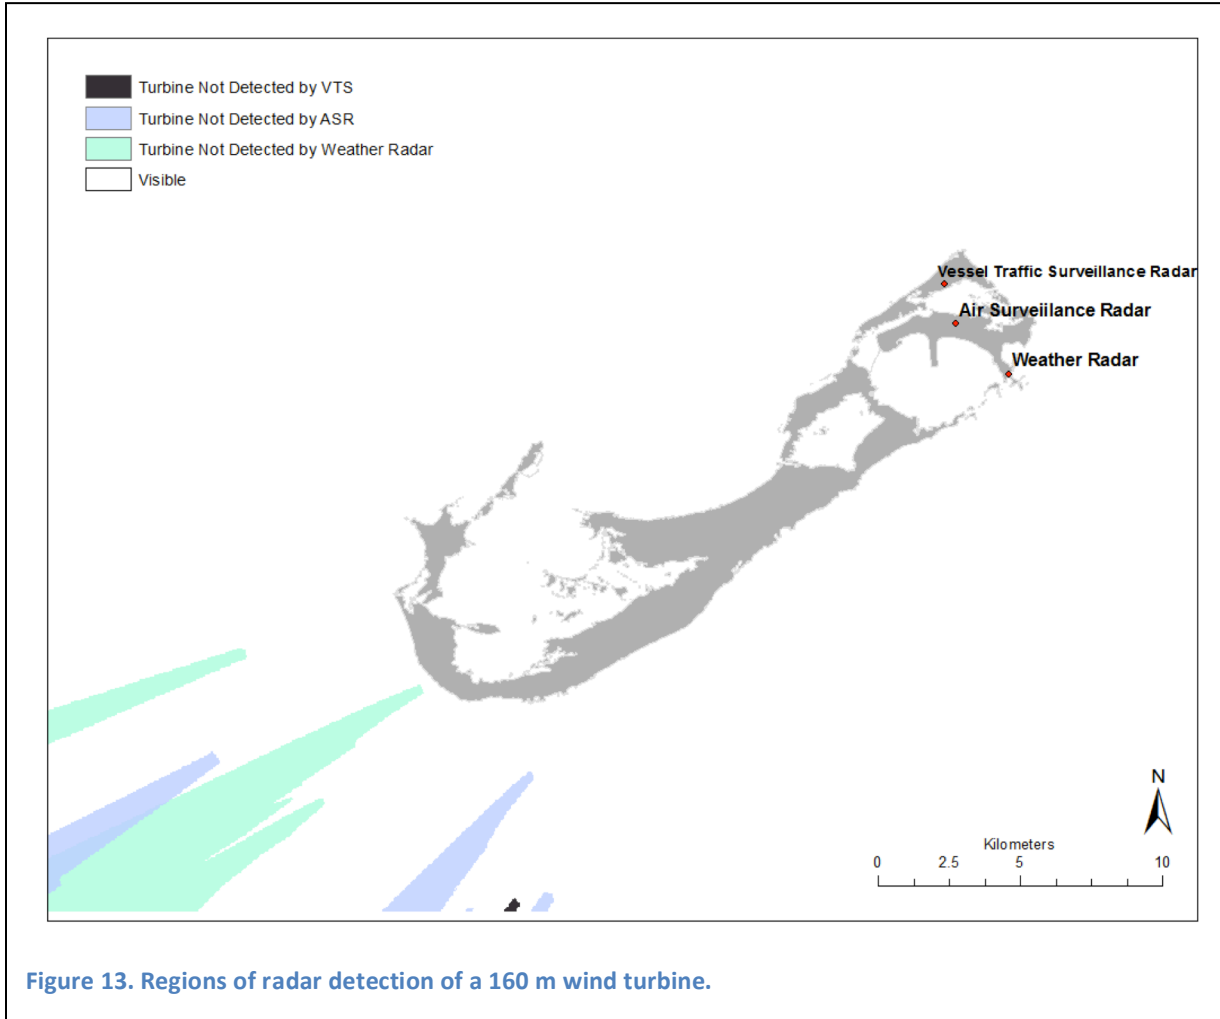 Turbine Not Detected by VTS
Turbine Not Detected by ASR
Turbine Not Detected by Weather Radar
Visible
Vessel Traffic Surveillance Radar
Air Surveiilance Radar
Weather Radar
N
Kilometers
0 2.5 5 10
Figure 13. Regions of radar detection of a 160 m wind turbine.